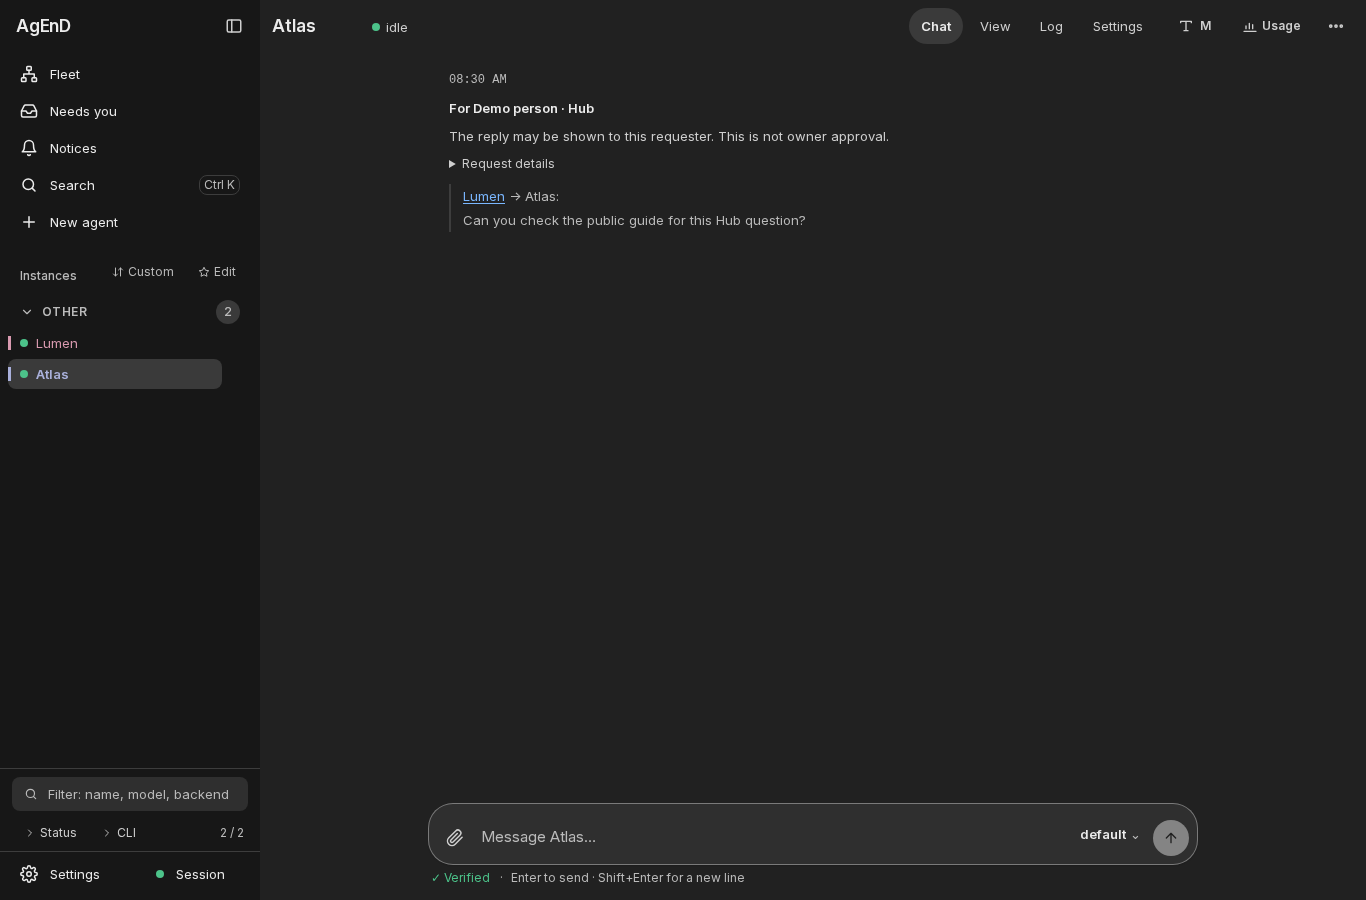 AgEnD
Fleet
Needs you
Notices
Search
Ctrl K
New agent
Instances
Custom
Edit
OTHER
2
Lumen
Atlas
Filter: name, model, backend
Status
CLI
2 / 2
Settings
Session
Atlas
idle
Chat
View
Log
Settings
M
Usage
08:30 AM
For Demo person · Hub
The reply may be shown to this requester. This is not owner approval.
Request details
Lumen → Atlas:
Can you check the public guide for this Hub question?
Message Atlas...
default
✓ Verified · Enter to send · Shift+Enter for a new line